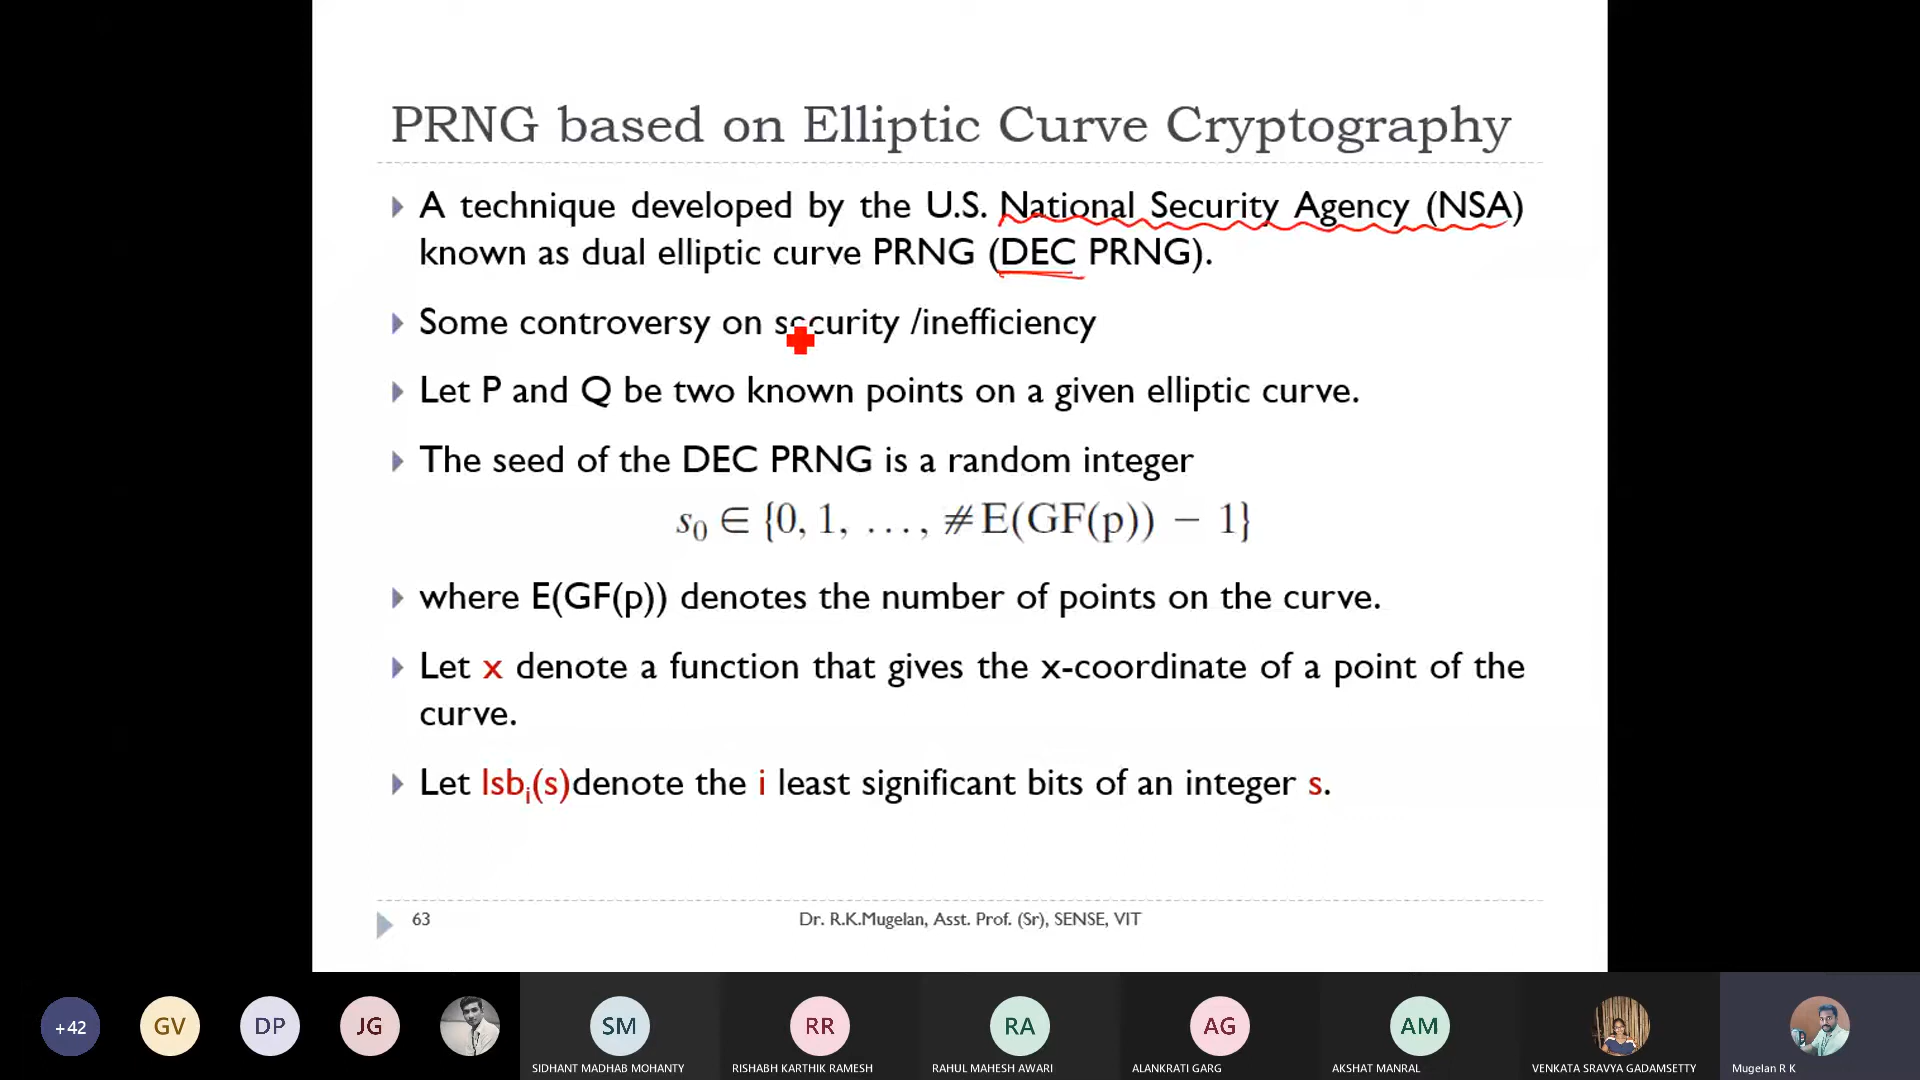 PRNG based on Elliptic Curve Cryptography
A technique developed by the U.S. National Security Agency (NSA)
known as dual elliptic curve PRNG (DEC PRNG).
Some controversy on security /inefficiency
Let P and Q be two known points on a given elliptic curve.
The seed of the DEC PRNG is a random integer
s₀ ∈ {0, 1, ..., #E(GF(p)) − 1}
where E(GF(p)) denotes the number of points on the curve.
Let x denote a function that gives the x-coordinate of a point of the
curve.
Let lsbᵢ(s)denote the i least significant bits of an integer s.
63
Dr. R.K.Mugelan, Asst. Prof. (Sr), SENSE, VIT
+42
GV
DP
JG
SM
RR
RA
AG
AM
SIDHANT MADHAB MOHANTY
RISHABH KARTHIK RAMESH
RAHUL MAHESH AWARI
ALANKRATI GARG
AKSHAT MANRAL
VENKATA SRAVYA GADAMSETTY
Mugelan R K